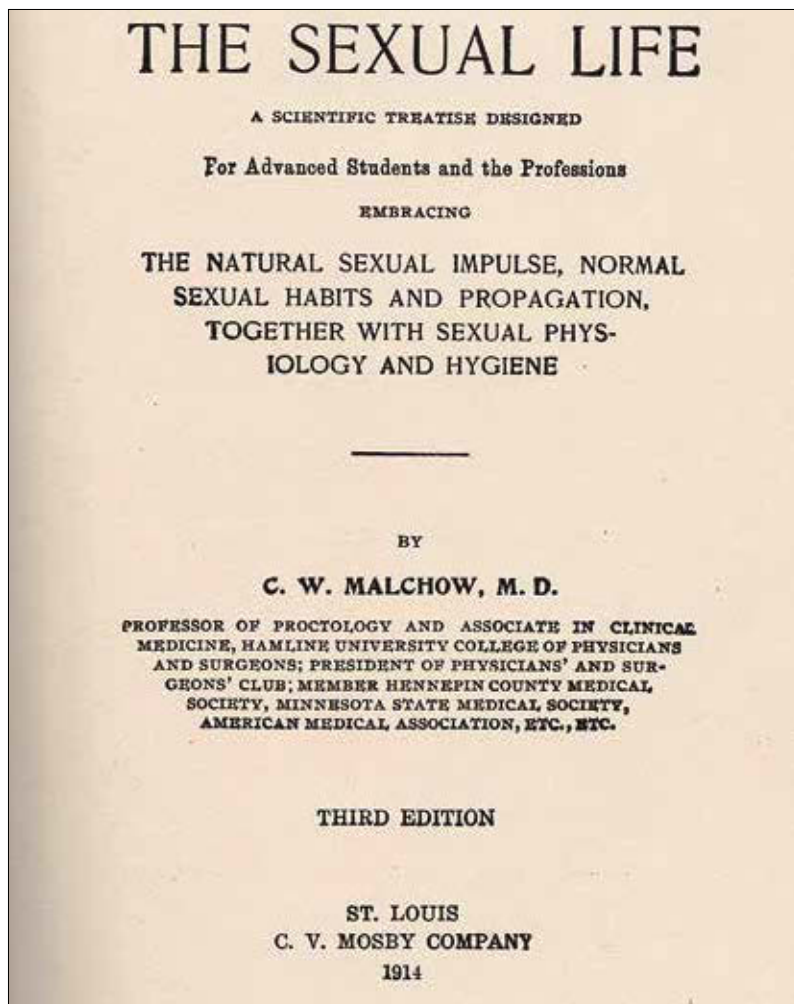 THE SEXUAL LIFE
A SCIENTIFIC TREATISE DESIGNED
For Advanced Students and the Professions
EMBRACING
THE NATURAL SEXUAL IMPULSE, NORMAL
SEXUAL HABITS AND PROPAGATION,
TOGETHER WITH SEXUAL PHYS-
IOLOGY AND HYGIENE
BY
C. W. MALCHOW, M. D.
PROFESSOR OF PROCTOLOGY AND ASSOCIATE IN CLINICAL
MEDICINE, HAMLINE UNIVERSITY COLLEGE OF PHYSICIANS
AND SURGEONS; PRESIDENT OF PHYSICIANS' AND SUR-
GEONS' CLUB; MEMBER HENNEPIN COUNTY MEDICAL
SOCIETY, MINNESOTA STATE MEDICAL SOCIETY,
AMERICAN MEDICAL ASSOCIATION, ETC., ETC.
THIRD EDITION
ST. LOUIS
C. V. MOSBY COMPANY
1914